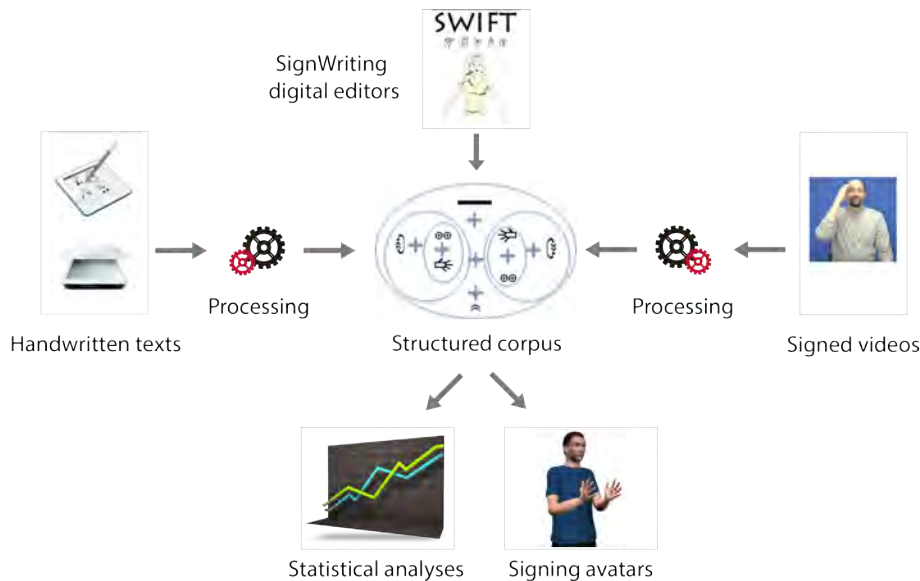 SWIFT
SignWriting
digital editors
Processing
Processing
Handwritten texts
Structured corpus
Signed videos
Statistical analyses
Signing avatars